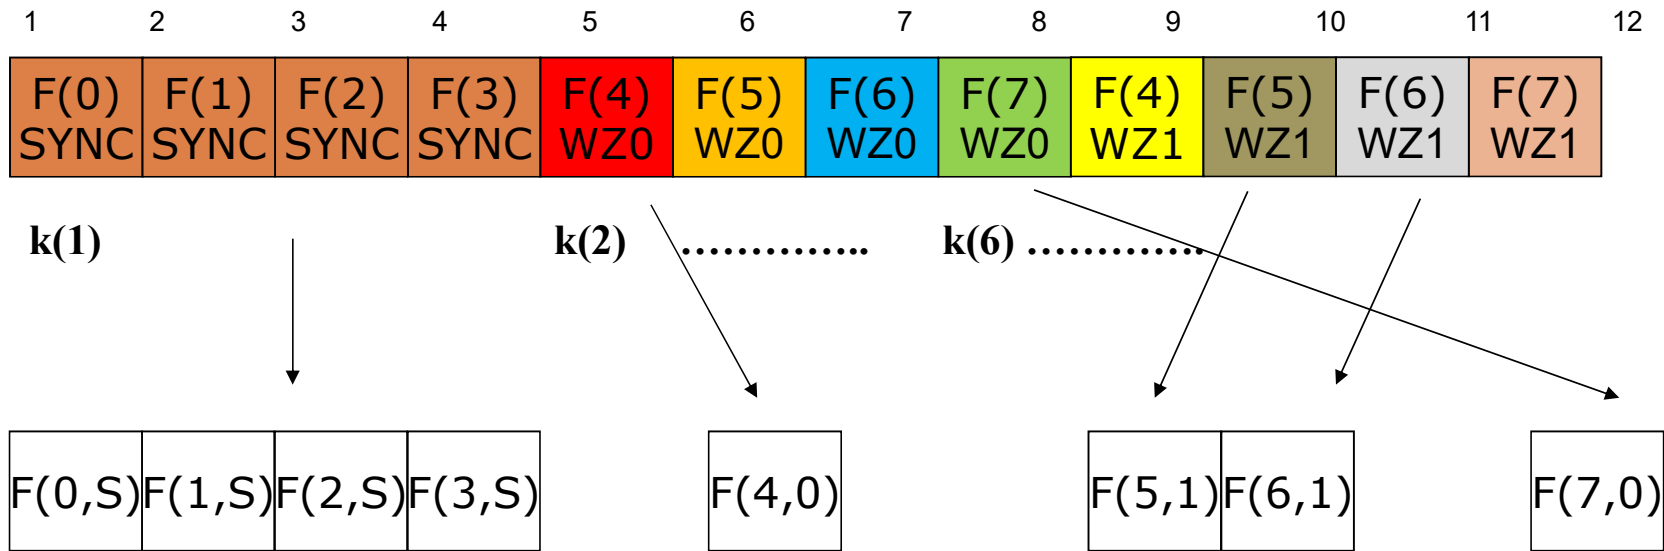 1 2 3 4 5 6 7 8 9 10 11 12
F(0) F(1) F(2) F(3) F(4) F(5) F(6) F(7) F(4) F(5) F(6) F(7)
SYNC SYNC SYNC SYNC WZ0 WZ0 WZ0 WZ0 WZ1 WZ1 WZ1 WZ1
k(1) k(2) ………….. k(6) …………..
F(0,S) F(1,S) F(2,S) F(3,S) F(4,0) F(5,1) F(6,1) F(7,0)